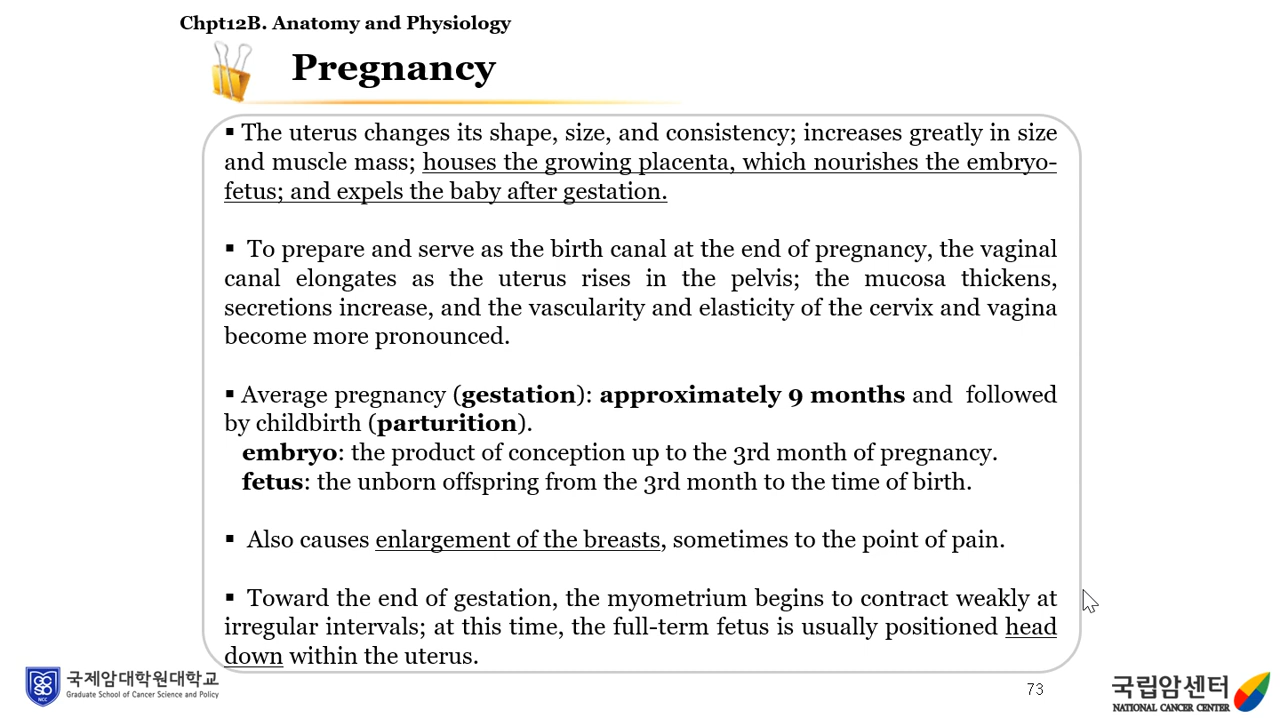 Chpt12B. Anatomy and Physiology
Pregnancy
▪ The uterus changes its shape, size, and consistency; increases greatly in size
and muscle mass; houses the growing placenta, which nourishes the embryo-
fetus; and expels the baby after gestation.
▪ To prepare and serve as the birth canal at the end of pregnancy, the vaginal
canal elongates as the uterus rises in the pelvis; the mucosa thickens,
secretions increase, and the vascularity and elasticity of the cervix and vagina
become more pronounced.
▪ Average pregnancy (gestation): approximately 9 months and followed
by childbirth (parturition).
embryo: the product of conception up to the 3rd month of pregnancy.
fetus: the unborn offspring from the 3rd month to the time of birth.
▪ Also causes enlargement of the breasts, sometimes to the point of pain.
▪ Toward the end of gestation, the myometrium begins to contract weakly at
irregular intervals; at this time, the full-term fetus is usually positioned head
down within the uterus.
NCC
국제암대학원대학교
Graduate School of Cancer Science and Policy
73
국립암센터
NATIONAL CANCER CENTER